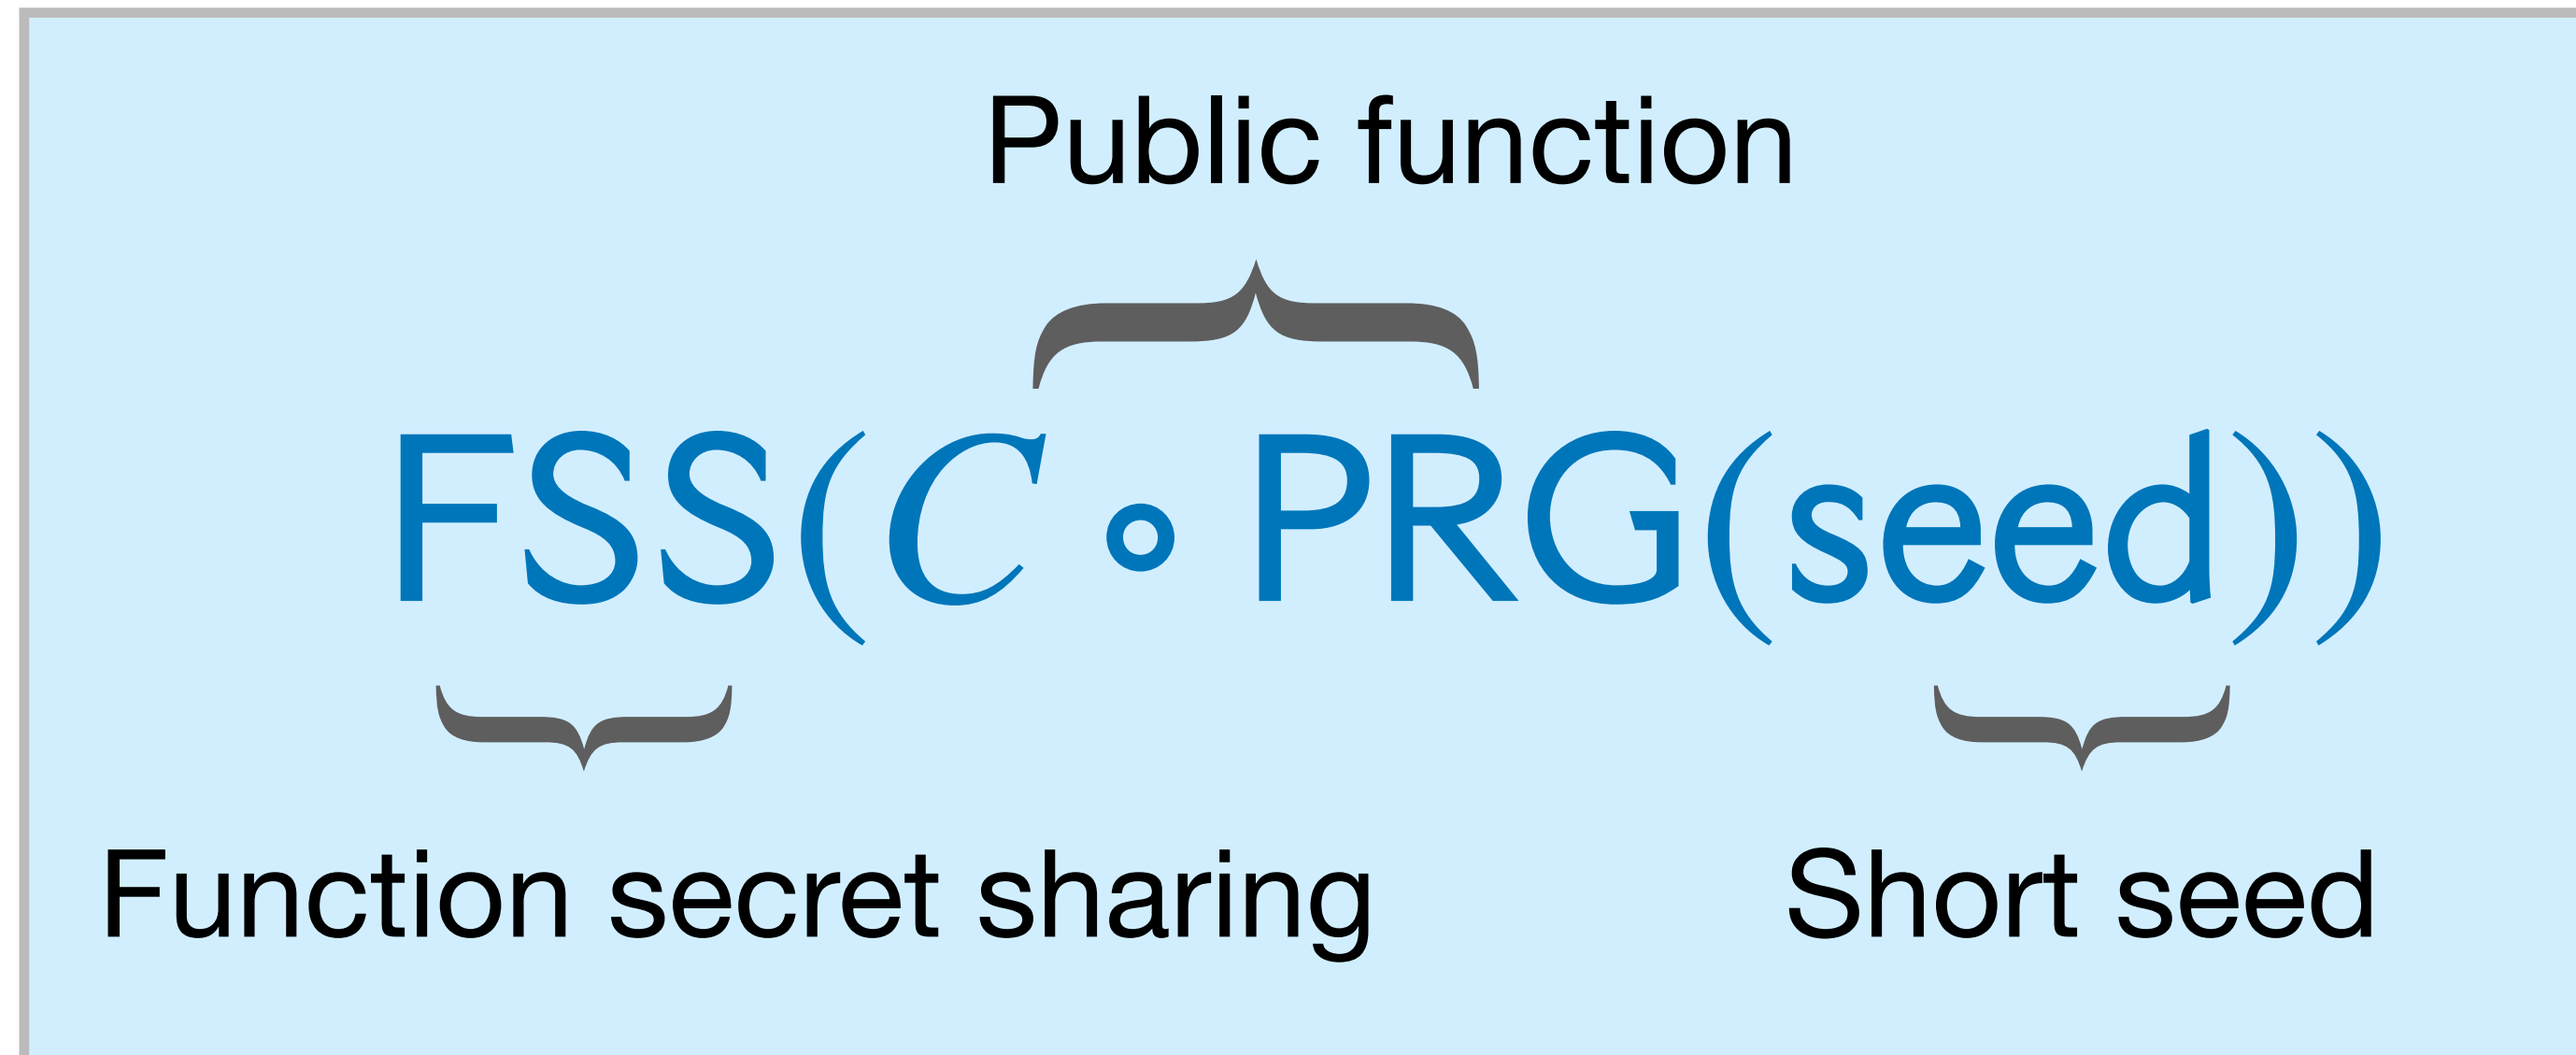 Public function
FSS(C ∘ PRG(seed))
Function secret sharing Short seed